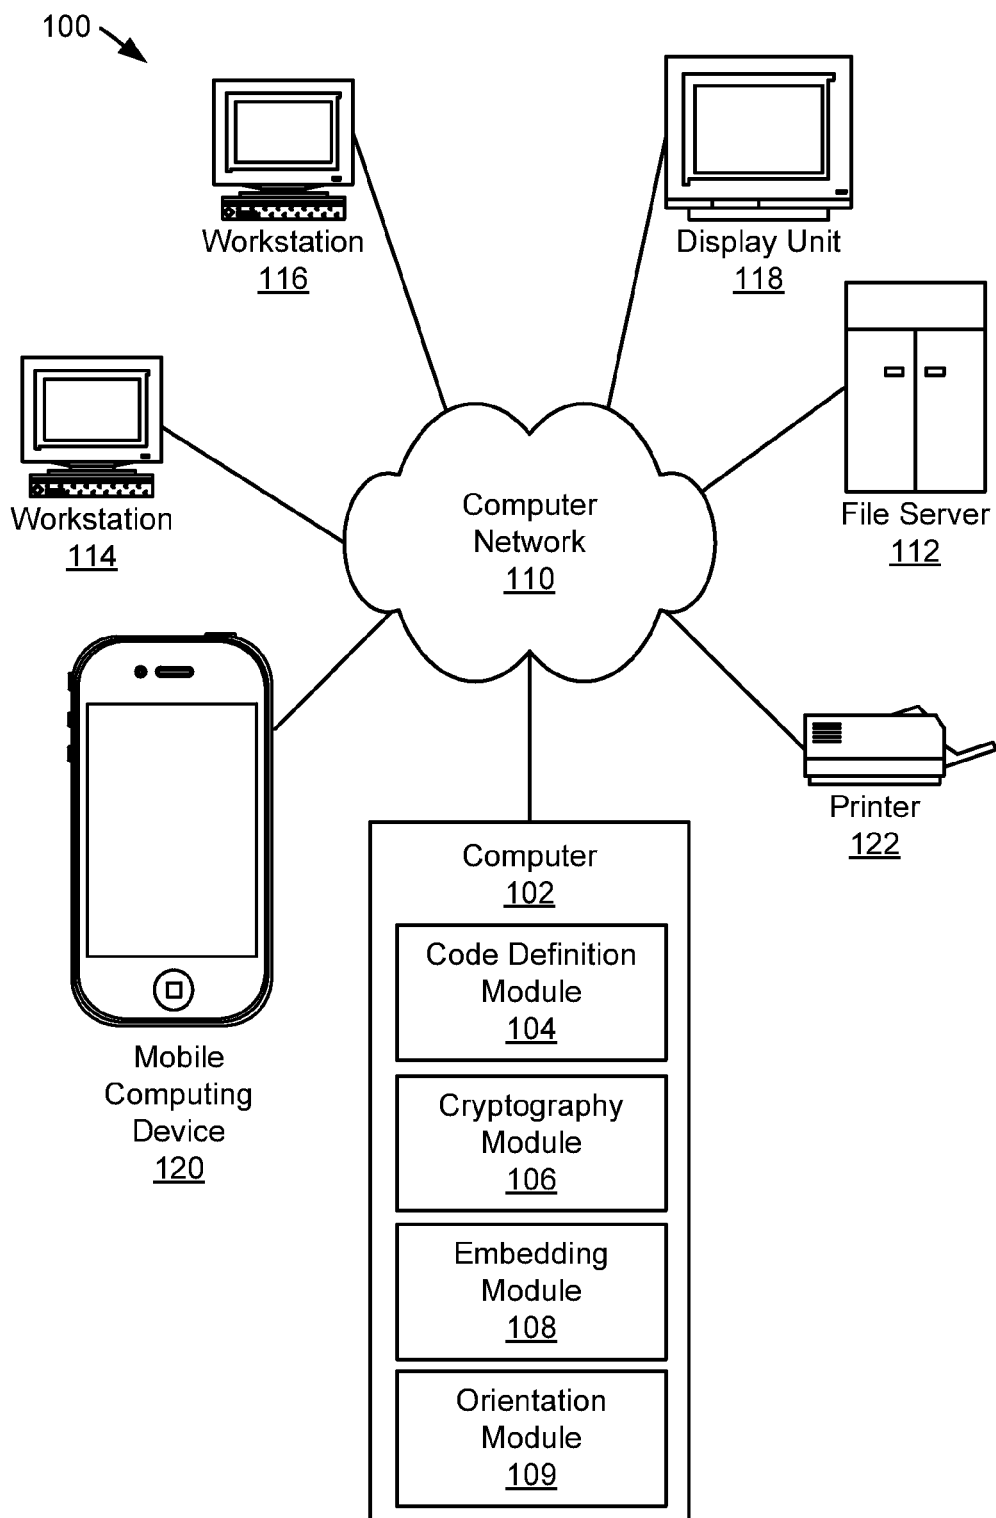 100
Workstation
116
Display Unit
118
Workstation
114
File Server
112
Computer
Network
110
Mobile
Computing
Device
120
Printer
122
Computer
102
Code Definition
Module
104
Cryptography
Module
106
Embedding
Module
108
Orientation
Module
109